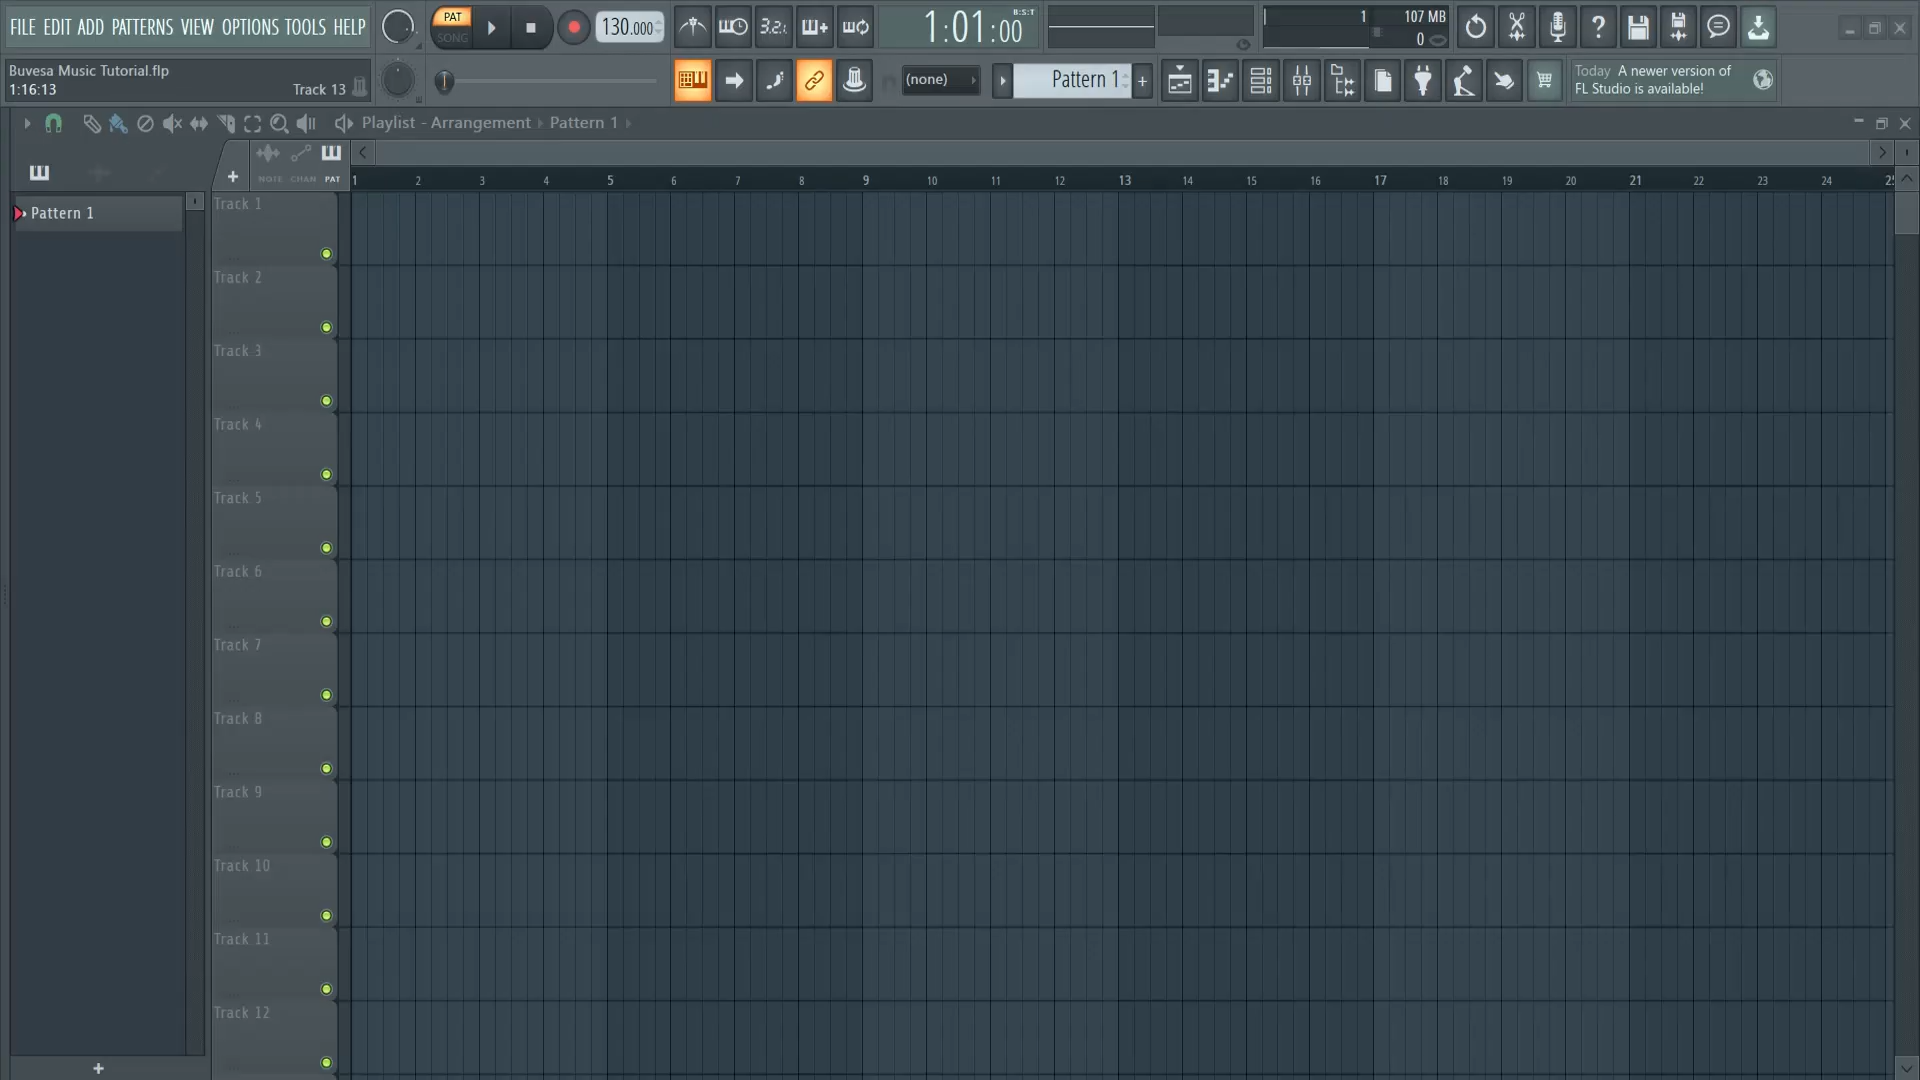 FILE EDIT ADD PATTERNS VIEW OPTIONS TOOLS HELP
PAT
SONG
130.000
3.2.
1:01:00
B:S:T
1
107 MB
0
Buvesa Music Tutorial.flp
1:16:13
Track 13
(none)
Pattern 1
+
Today A newer version of
FL Studio is available!
Playlist - Arrangement
Pattern 1
NOTE CHAN PAT
1 2 3 4 5 6 7 8 9 10 11 12 13 14 15 16 17 18 19 20 21 22 23 24
Pattern 1
Track 1
Track 2
Track 3
Track 4
Track 5
Track 6
Track 7
Track 8
Track 9
Track 10
Track 11
Track 12